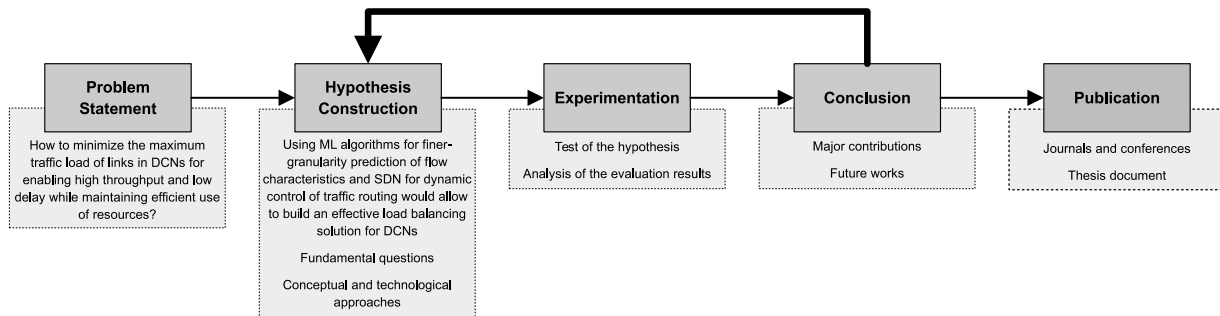 Problem
Statement
How to minimize the maximum
traffic load of links in DCNs for
enabling high throughput and low
delay while maintaining efficient use
of resources?
Hypothesis
Construction
Using ML algorithms for finer-
granularity prediction of flow
characteristics and SDN for dynamic
control of traffic routing would allow
to build an effective load balancing
solution for DCNs
Fundamental questions
Conceptual and technological
approaches
Experimentation
Test of the hypothesis
Analysis of the evaluation results
Conclusion
Major contributions
Future works
Publication
Journals and conferences
Thesis document